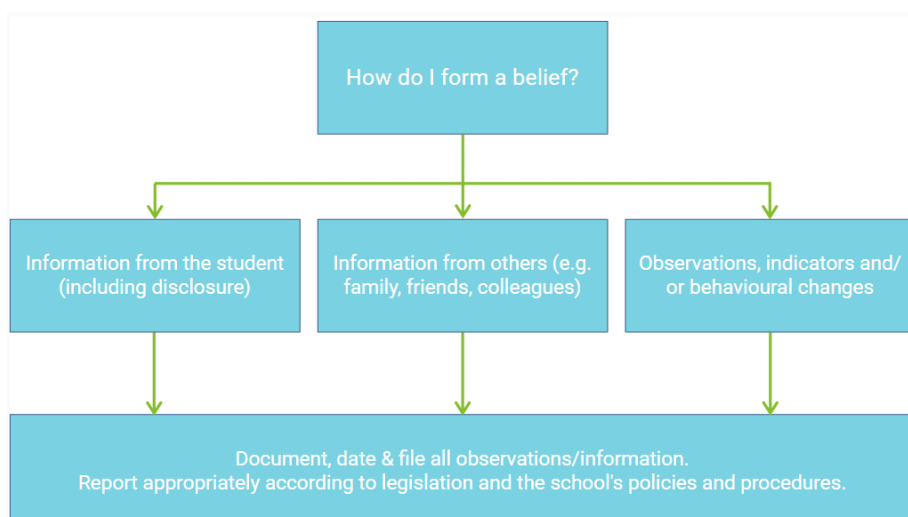 How do I form a belief?
Information from the student
(including disclosure)
Information from others (e.g.
family, friends, colleagues)
Observations, indicators and/
or behavioural changes
Document, date & file all observations/information.
Report appropriately according to legislation and the school's policies and procedures.